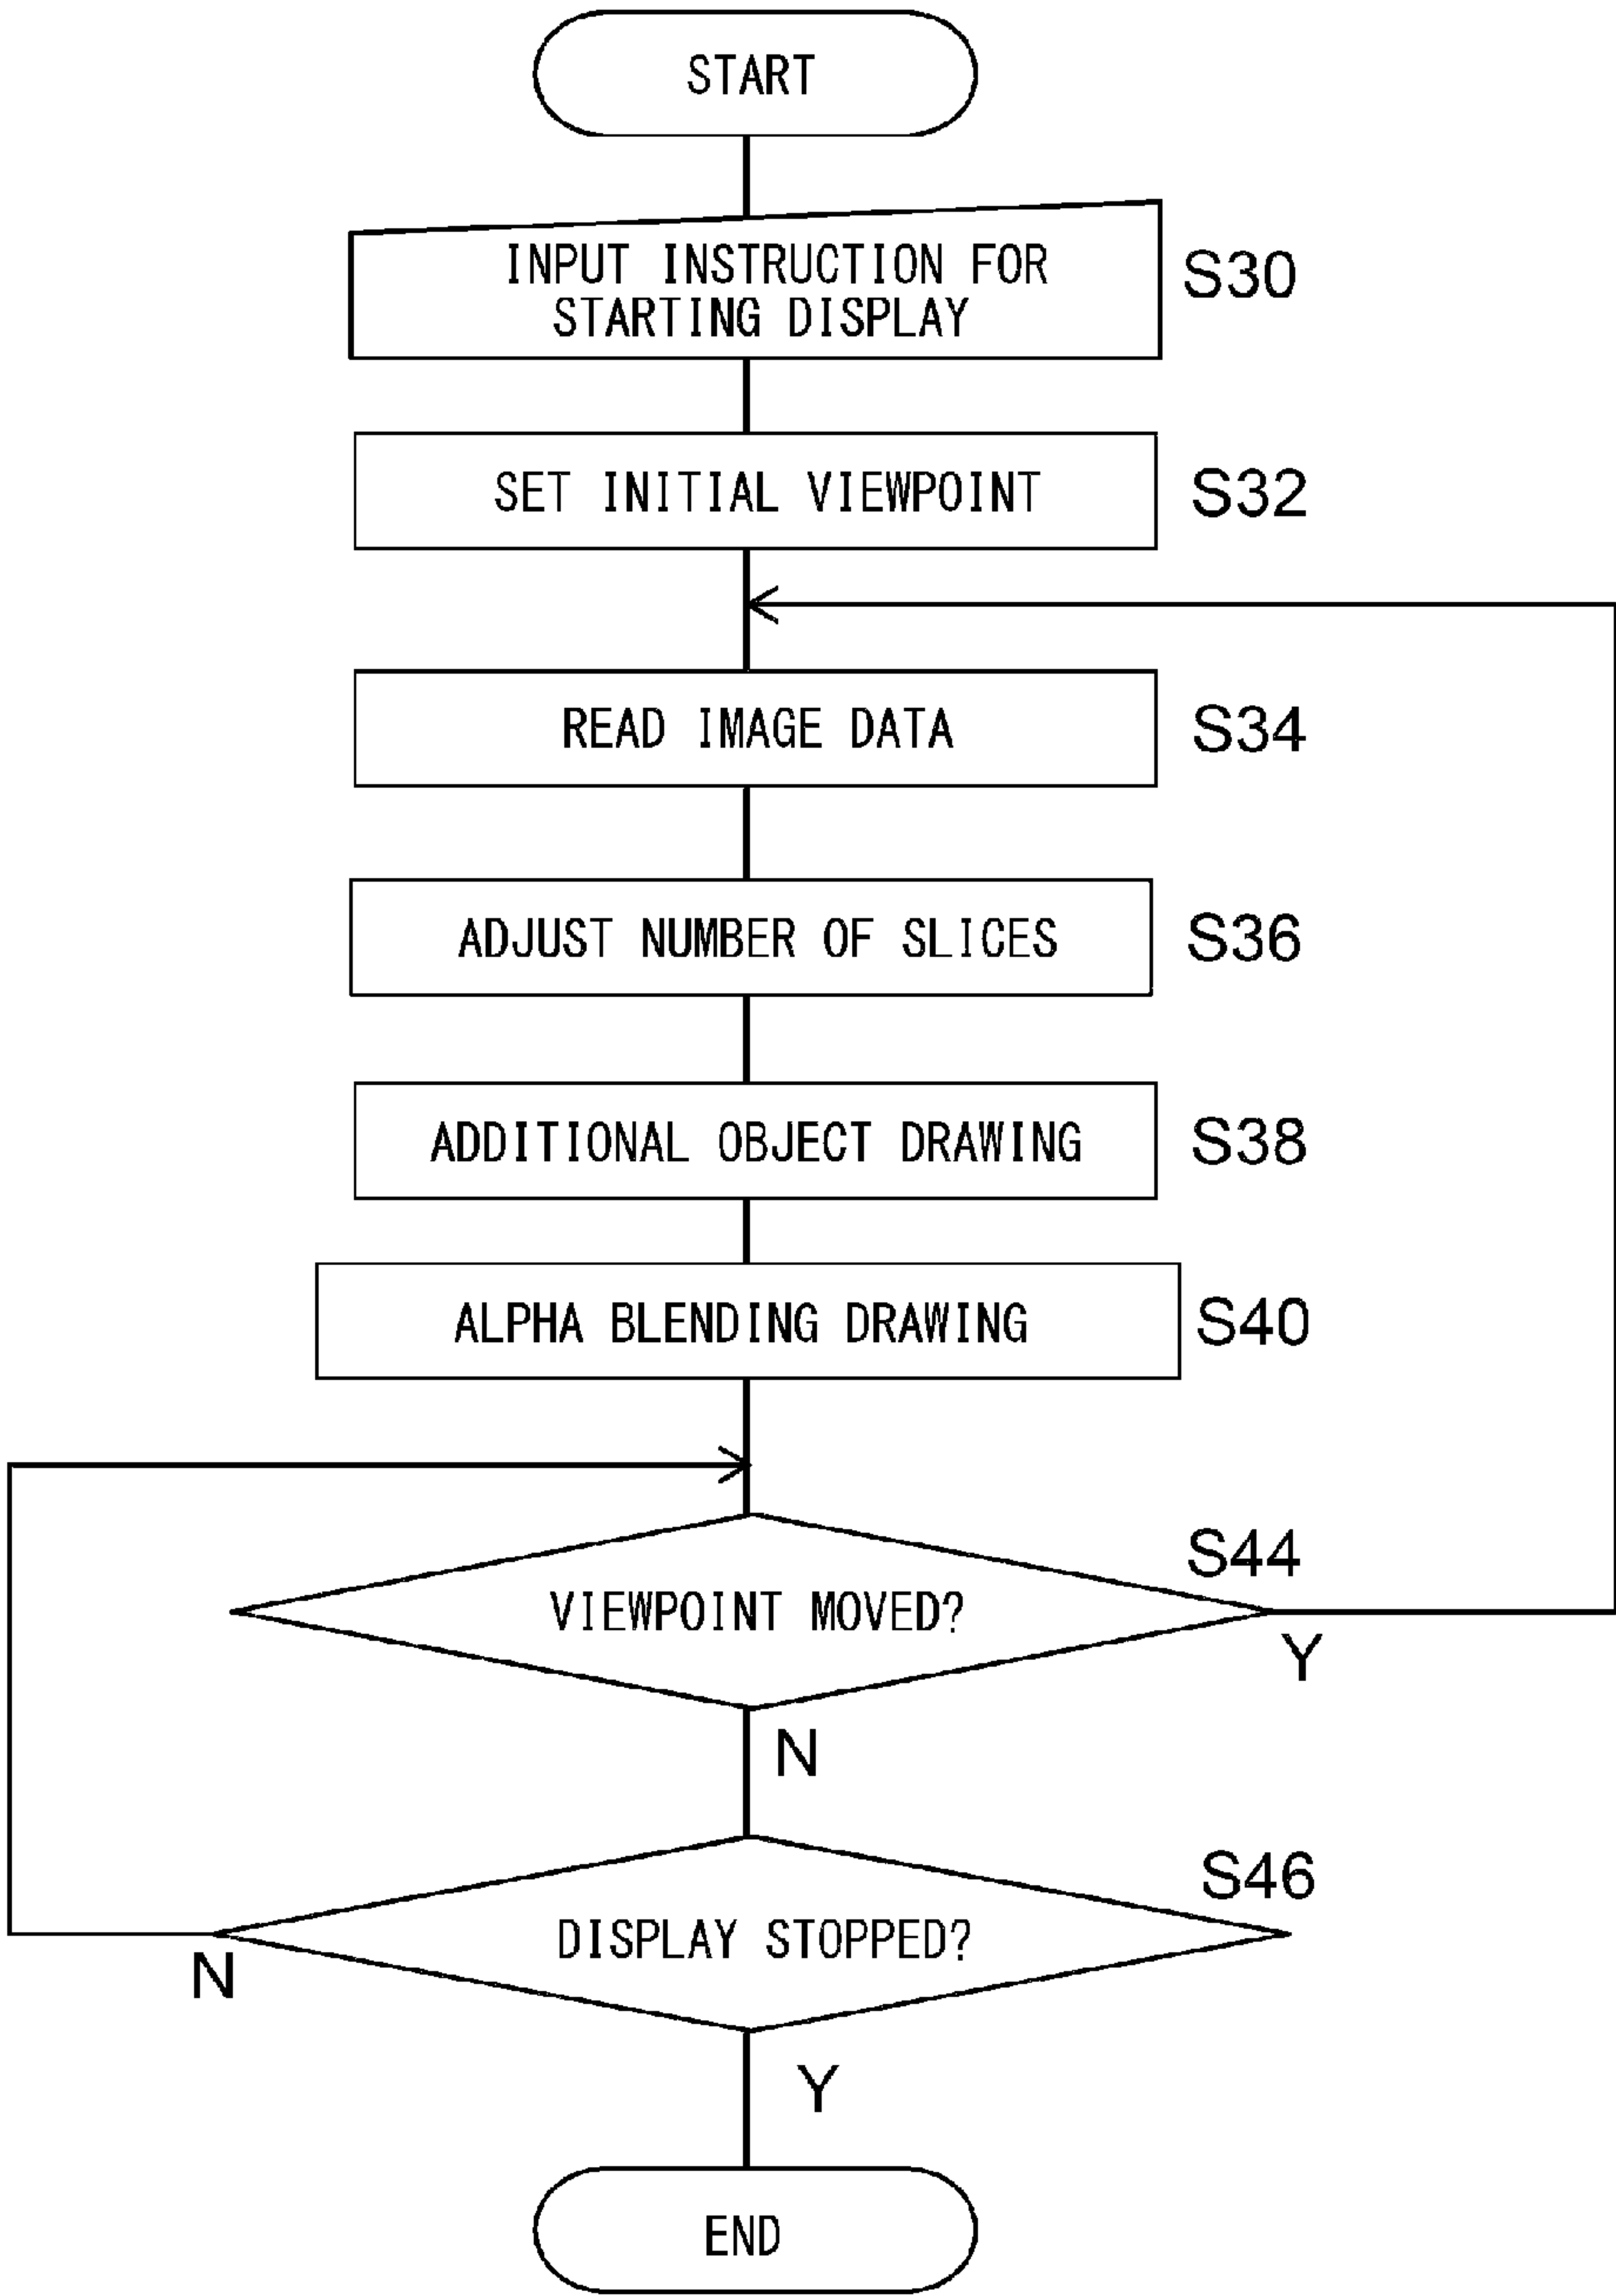 START
INPUT INSTRUCTION FOR
STARTING DISPLAY
S30
SET INITIAL VIEWPOINT
S32
READ IMAGE DATA
S34
ADJUST NUMBER OF SLICES
S36
ADDITIONAL OBJECT DRAWING
S38
ALPHA BLENDING DRAWING
S40
S44
VIEWPOINT MOVED?
Y
N
S46
DISPLAY STOPPED?
N
Y
END